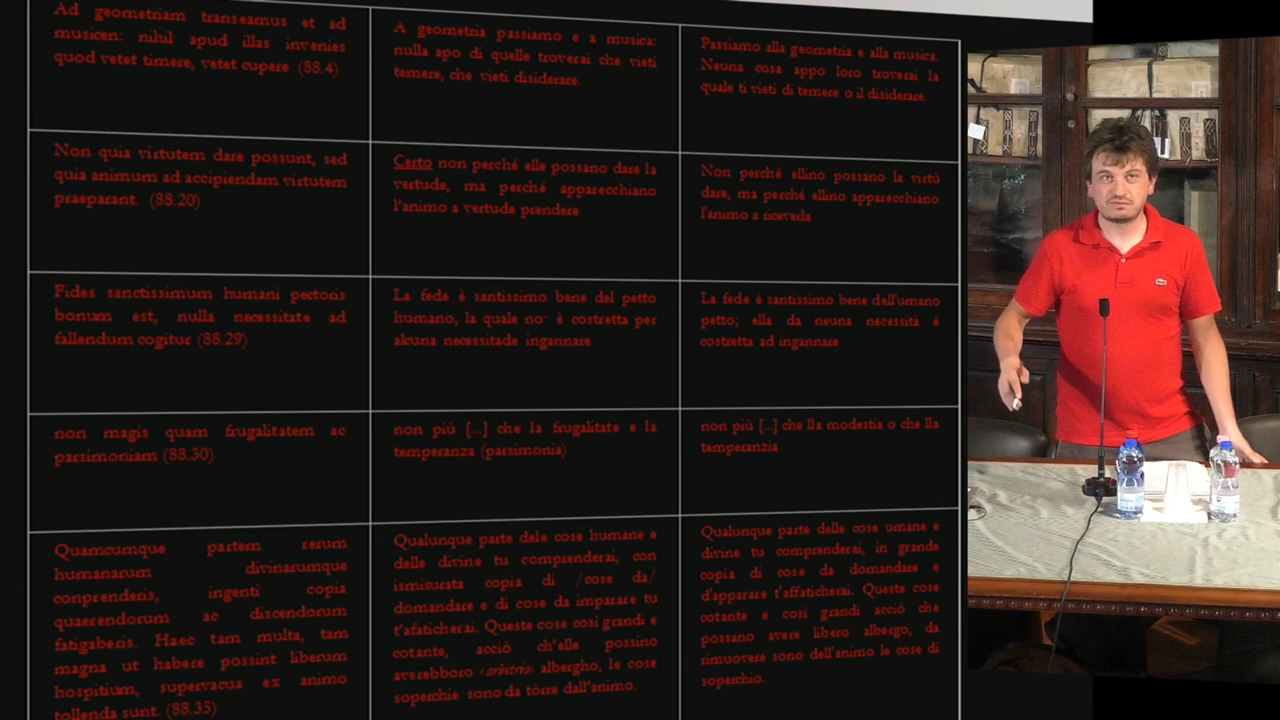 Ad geometriam transeamus et ad
musicen: nihil apud illas invenies
quod vetet timere, vetet cupere (88.4)
A geometria passiamo e a musica:
nulla apo di quelle troverai che vieti
temere, che vieti disiderare.
Passiamo alla geometria e alla musica.
Neuna cosa appo loro troverai la
quale ti vieti di temere o il disiderare.
Non quia virtutem dare possunt, sed
quia animum ad accipiendam virtutem
praeparant. (88.20)
Certo non perché elle possano dare la
vertude, ma perché apparecchiano
l'animo a vertude prendere
Non perché ellino possano la virtù
dare, ma perché ellino apparecchiano
l'animo a riceverla
Fides sanctissimum humani pectoris
bonum est, nulla necessitate ad
fallendum cogitur (88.29)
La fede è santissimo bene del petto
humano, la quale no è costretta per
alcuna necessitade ingannare
La fede è santissimo bene dell'umano
petto; ella da neuna necessità è
costretta ad ingannare
non magis quam frugalitatem ac
parsimoniam (88.30)
non più [...] che la frugalitate e la
temperanza (parsimonia)
non più [...] che lla modestia o che lla
temperanzia
Quamcumque partem rerum
humanarum divinarumque
conprenderis, ingenti copia
quaerendorum ac discendorum
fatigaberis. Haec tam multa, tam
magna ut habere possint liberum
hospitium, supervacua ex animo
tollenda sunt. (88.35)
Qualunque parte dele cose humane e
delle divine tu comprenderai, con
ismisurata copia di /cose da/
domandare e di cose da imparare tu
t'afaticherai. Queste cose così grandi e
cotante, acciò ch'elle possino
averebboro ‹arbitrio› albergho, le cose
soperchie sono da tòrre dall'animo.
Qualunque parte delle cose umane e
divine tu comprenderai, in grande
copia di cose da domandare e
d'apparare t'affaticherai. Queste cose
cotante e così grandi acciò che
possano avere libero albergo, da
rimuovere sono dell'animo le cose di
soperchio.